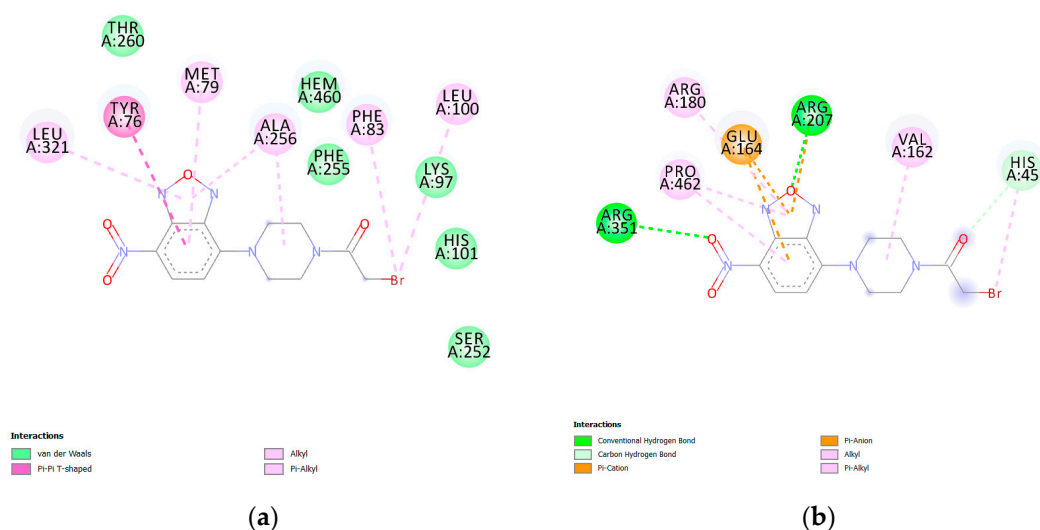 THR
A:260
MET
A:79
HEM
A:460
LEU
A:100
TYR
A:76
PHE
A:83
LEU
A:321
ALA
A:256
PHE
A:255
LYS
A:97
HIS
A:101
SER
A:252
O
N
N
N
O
O
N
N
O
Br
Interactions
van der Waals
Pi-Pi T-shaped
Alkyl
Pi-Alkyl
(a)
ARG
A:180
ARG
A:207
GLU
A:164
VAL
A:162
PRO
A:462
HIS
A:45
ARG
A:351
O
N
N
O
N
O
N
N
O
Br
Interactions
Conventional Hydrogen Bond
Carbon Hydrogen Bond
Pi-Cation
Pi-Anion
Alkyl
Pi-Alkyl
(b)